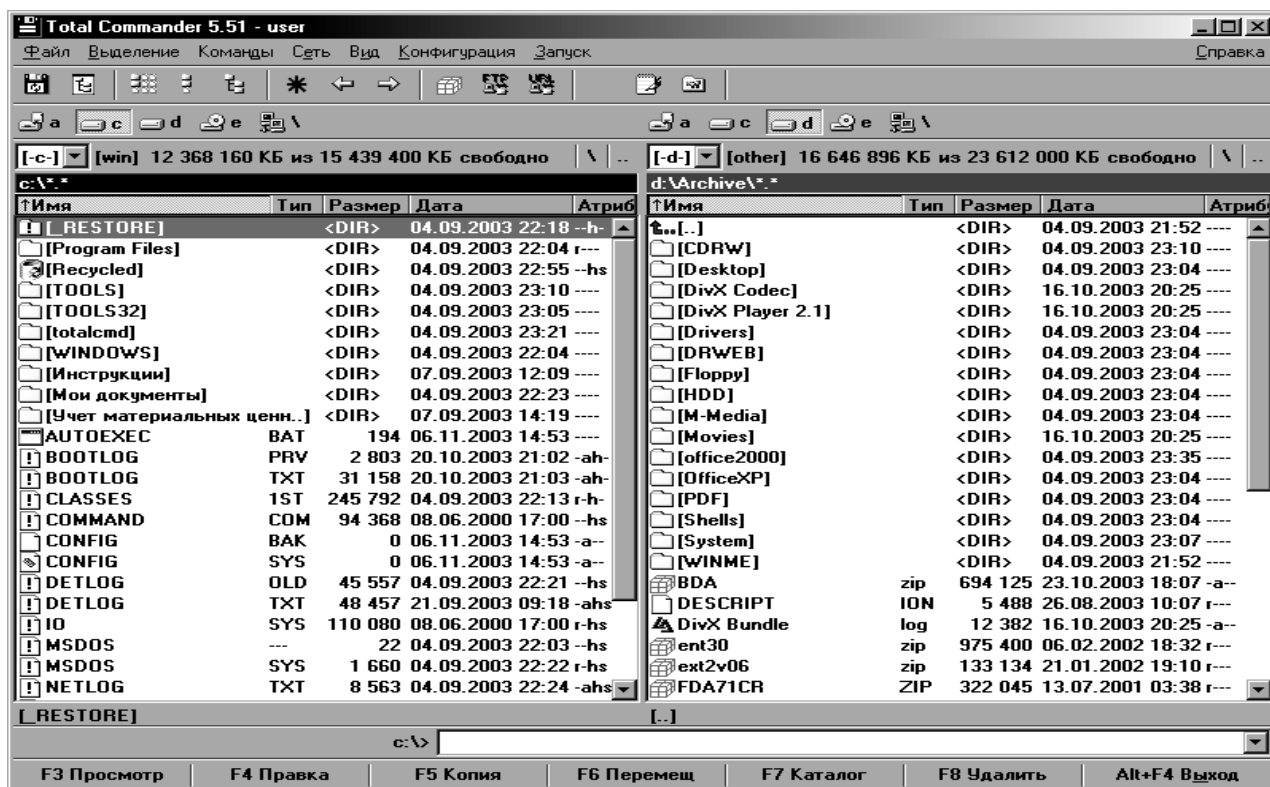 Total Commander 5.51 - user
Файл Выделение Команды Сеть Вид Конфигурация Запуск Справка
FTP URL
a c d e \ a c d e \
[-c-] [win] 12 368 160 КБ из 15 439 400 КБ свободно \ .. [-d-] [other] 16 646 896 КБ из 23 612 000 КБ свободно \ ..
c:\*.* d:\Archive\*.*
↑Имя Тип Размер Дата Атриб ↑Имя Тип Размер Дата Атриб
[_RESTORE] <DIR> 04.09.2003 22:18 --h- [..] <DIR> 04.09.2003 21:52 ----
[Program Files] <DIR> 04.09.2003 22:04 r--- [CDRW] <DIR> 04.09.2003 23:10 ----
[Recycled] <DIR> 04.09.2003 22:55 --hs [Desktop] <DIR> 04.09.2003 23:04 ----
[TOOLS] <DIR> 04.09.2003 23:10 ---- [DivX Codec] <DIR> 16.10.2003 20:25 ----
[TOOLS32] <DIR> 04.09.2003 23:05 ---- [DivX Player 2.1] <DIR> 16.10.2003 20:25 ----
[totalcmd] <DIR> 04.09.2003 23:21 ---- [Drivers] <DIR> 04.09.2003 23:04 ----
[WINDOWS] <DIR> 04.09.2003 22:04 ---- [DRWEB] <DIR> 04.09.2003 23:04 ----
[Инструкции] <DIR> 07.09.2003 12:09 ---- [Floppy] <DIR> 04.09.2003 23:04 ----
[Мои документы] <DIR> 04.09.2003 22:23 ---- [HDD] <DIR> 04.09.2003 23:04 ----
[Учет материальных ценн..] <DIR> 07.09.2003 14:19 ---- [M-Media] <DIR> 04.09.2003 23:04 ----
AUTOEXEC BAT 194 06.11.2003 14:53 ---- [Movies] <DIR> 16.10.2003 20:25 ----
BOOTLOG PRV 2 803 20.10.2003 21:02 -ah- [office2000] <DIR> 04.09.2003 23:35 ----
BOOTLOG TXT 31 158 20.10.2003 21:03 -ah- [OfficeXP] <DIR> 04.09.2003 23:04 ----
CLASSES 1ST 245 792 04.09.2003 22:13 r-h- [PDF] <DIR> 04.09.2003 23:04 ----
COMMAND COM 94 368 08.06.2000 17:00 --hs [Shells] <DIR> 04.09.2003 23:04 ----
CONFIG BAK 0 06.11.2003 14:53 -a-- [System] <DIR> 04.09.2003 23:07 ----
CONFIG SYS 0 06.11.2003 14:53 -a-- [WINME] <DIR> 04.09.2003 21:52 ----
DETLOG OLD 45 557 04.09.2003 22:21 --hs BDA zip 694 125 23.10.2003 18:07 -a--
DETLOG TXT 48 457 21.09.2003 09:18 -ahs DESCRIPT ION 5 488 26.08.2003 10:07 r---
IO SYS 110 080 08.06.2000 17:00 r-hs DivX Bundle log 12 382 16.10.2003 20:25 -a--
MSDOS --- 22 04.09.2003 22:03 --hs ent30 zip 975 400 06.02.2002 18:32 r---
MSDOS SYS 1 660 04.09.2003 22:22 r-hs ext2v06 zip 133 134 21.01.2002 19:10 r---
NETLOG TXT 8 563 04.09.2003 22:24 -ahs FDA71CR ZIP 322 045 13.07.2001 03:38 r---
[_RESTORE] [..]
c:\>
F3 Просмотр F4 Правка F5 Копия F6 Перемещ F7 Каталог F8 Удалить Alt+F4 Выход